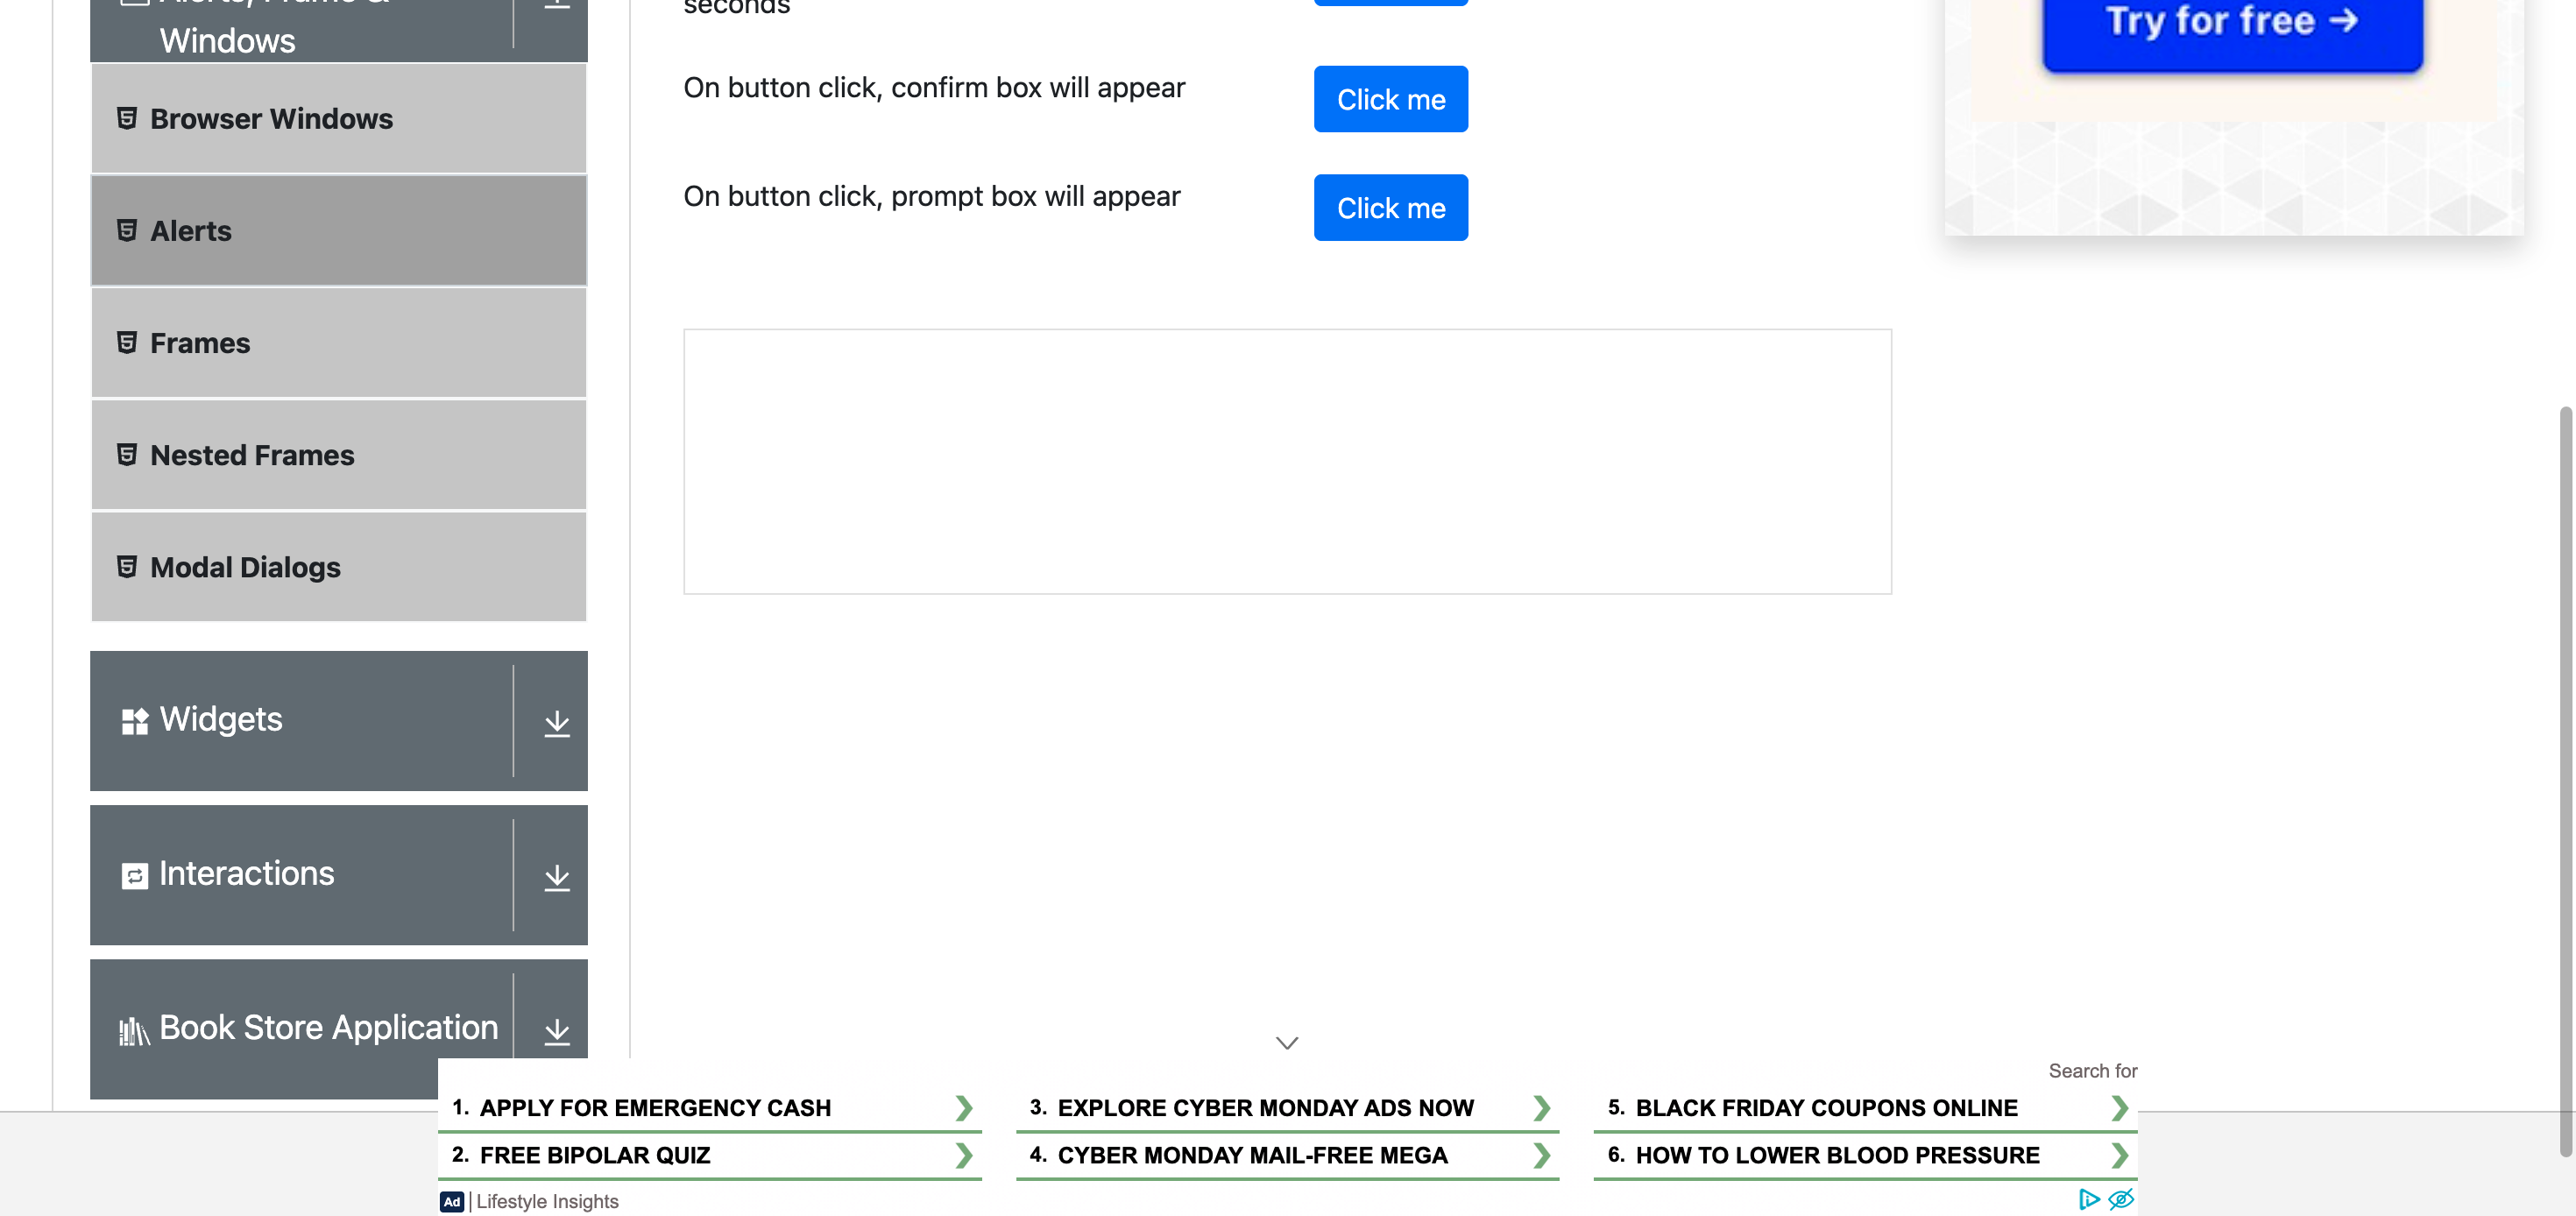 Alerts, Frame &
Windows
Browser Windows
Alerts
Frames
Nested Frames
Modal Dialogs
Widgets
Interactions
Book Store Application
seconds
On button click, confirm box will appear
Click me
On button click, prompt box will appear
Click me
Try for free →
Search for
1. APPLY FOR EMERGENCY CASH
2. FREE BIPOLAR QUIZ
3. EXPLORE CYBER MONDAY ADS NOW
4. CYBER MONDAY MAIL-FREE MEGA
5. BLACK FRIDAY COUPONS ONLINE
6. HOW TO LOWER BLOOD PRESSURE
Ad | Lifestyle Insights